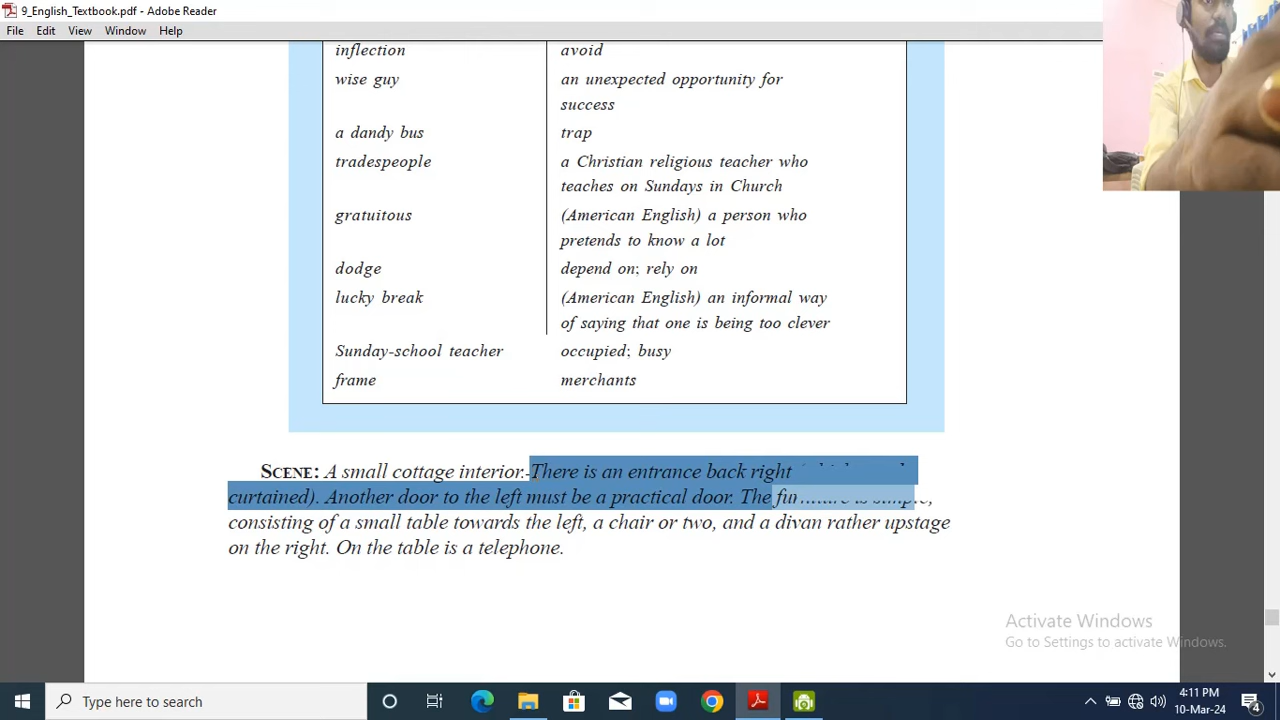 9_English_Textbook.pdf - Adobe Reader
File Edit View Window Help
inflection avoid
wise guy an unexpected opportunity for
success
a dandy bus trap
tradespeople a Christian religious teacher who
teaches on Sundays in Church
gratuitous (American English) a person who
pretends to know a lot
dodge depend on; rely on
lucky break (American English) an informal way
of saying that one is being too clever
Sunday-school teacher occupied; busy
frame merchants
SCENE: A small cottage interior. There is an entrance back right
curtained). Another door to the left must be a practical door. The furniture is simple,
consisting of a small table towards the left, a chair or two, and a divan rather upstage
on the right. On the table is a telephone.
Activate Windows
Go to Settings to activate Windows.
Type here to search
4:11 PM
10-Mar-24
4